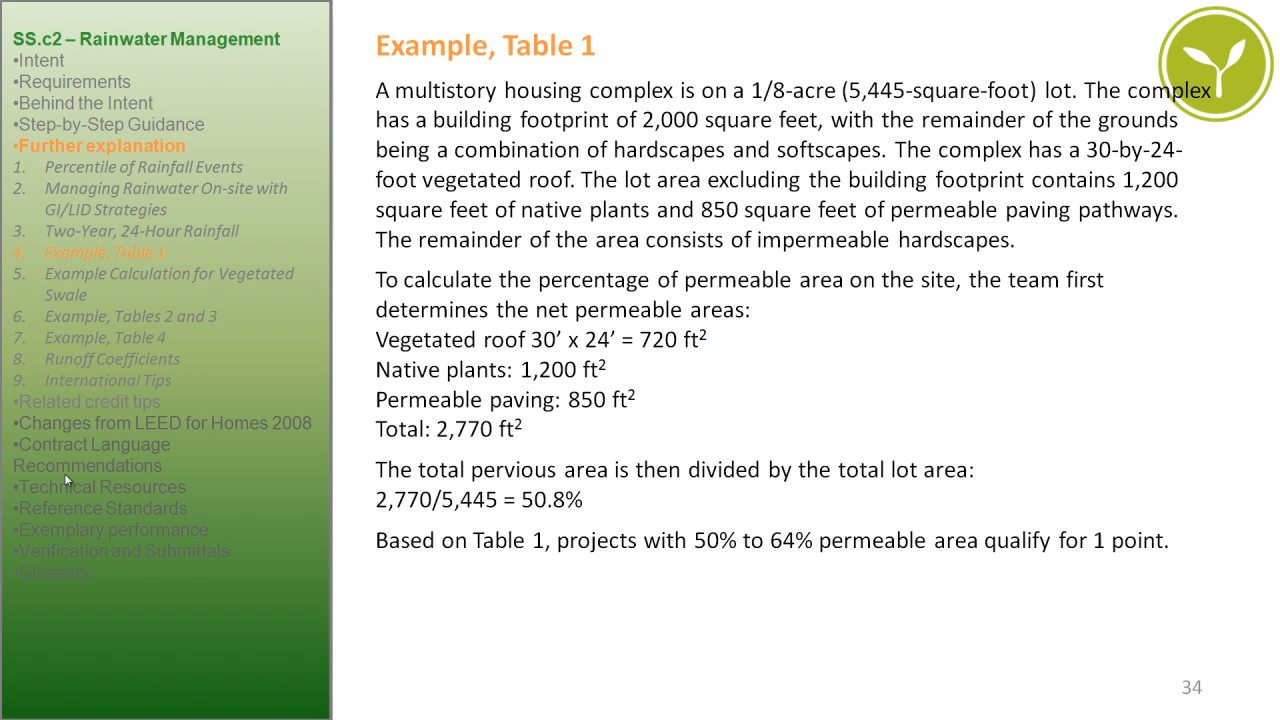 SS.c2 – Rainwater Management
•Intent
•Requirements
•Behind the Intent
•Step-by-Step Guidance
•Further explanation
1. Percentile of Rainfall Events
2. Managing Rainwater On-site with
GI/LID Strategies
3. Two-Year, 24-Hour Rainfall
4. Example, Table 1
5. Example Calculation for Vegetated
Swale
6. Example, Tables 2 and 3
7. Example, Table 4
8. Runoff Coefficients
9. International Tips
•Related credit tips
•Changes from LEED for Homes 2008
•Contract Language
Recommendations
•Technical Resources
•Reference Standards
•Exemplary performance
•Verification and Submittals
•Glossary
Example, Table 1
A multistory housing complex is on a 1/8-acre (5,445-square-foot) lot. The complex
has a building footprint of 2,000 square feet, with the remainder of the grounds
being a combination of hardscapes and softscapes. The complex has a 30-by-24-
foot vegetated roof. The lot area excluding the building footprint contains 1,200
square feet of native plants and 850 square feet of permeable paving pathways.
The remainder of the area consists of impermeable hardscapes.
To calculate the percentage of permeable area on the site, the team first
determines the net permeable areas:
Vegetated roof 30’ x 24’ = 720 ft²
Native plants: 1,200 ft²
Permeable paving: 850 ft²
Total: 2,770 ft²
The total pervious area is then divided by the total lot area:
2,770/5,445 = 50.8%
Based on Table 1, projects with 50% to 64% permeable area qualify for 1 point.
34